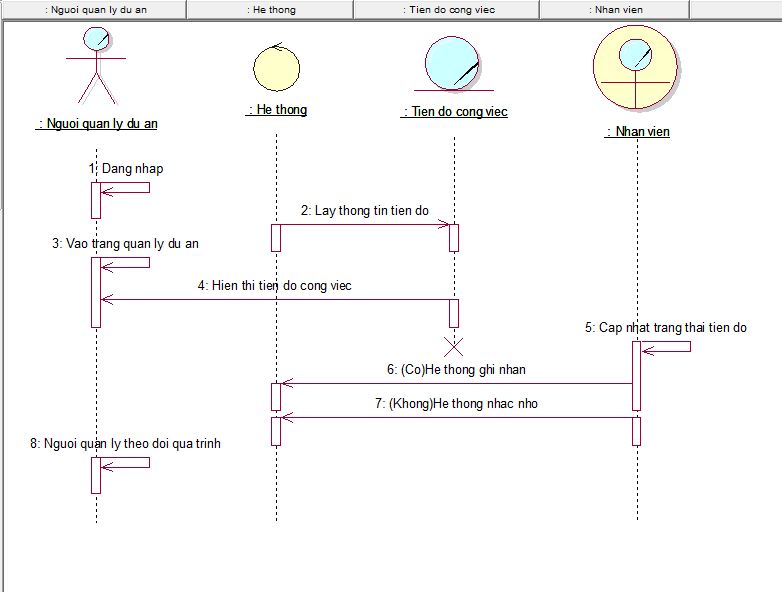 : Nguoi quan ly du an
: He thong
: Tien do cong viec
: Nhan vien
: Nguoi quan ly du an
: He thong
: Tien do cong viec
: Nhan vien
1: Dang nhap
2: Lay thong tin tien do
3: Vao trang quan ly du an
4: Hien thi tien do cong viec
5: Cap nhat trang thai tien do
6: (Co)He thong ghi nhan
7: (Khong)He thong nhac nho
8: Nguoi quan ly theo doi qua trinh